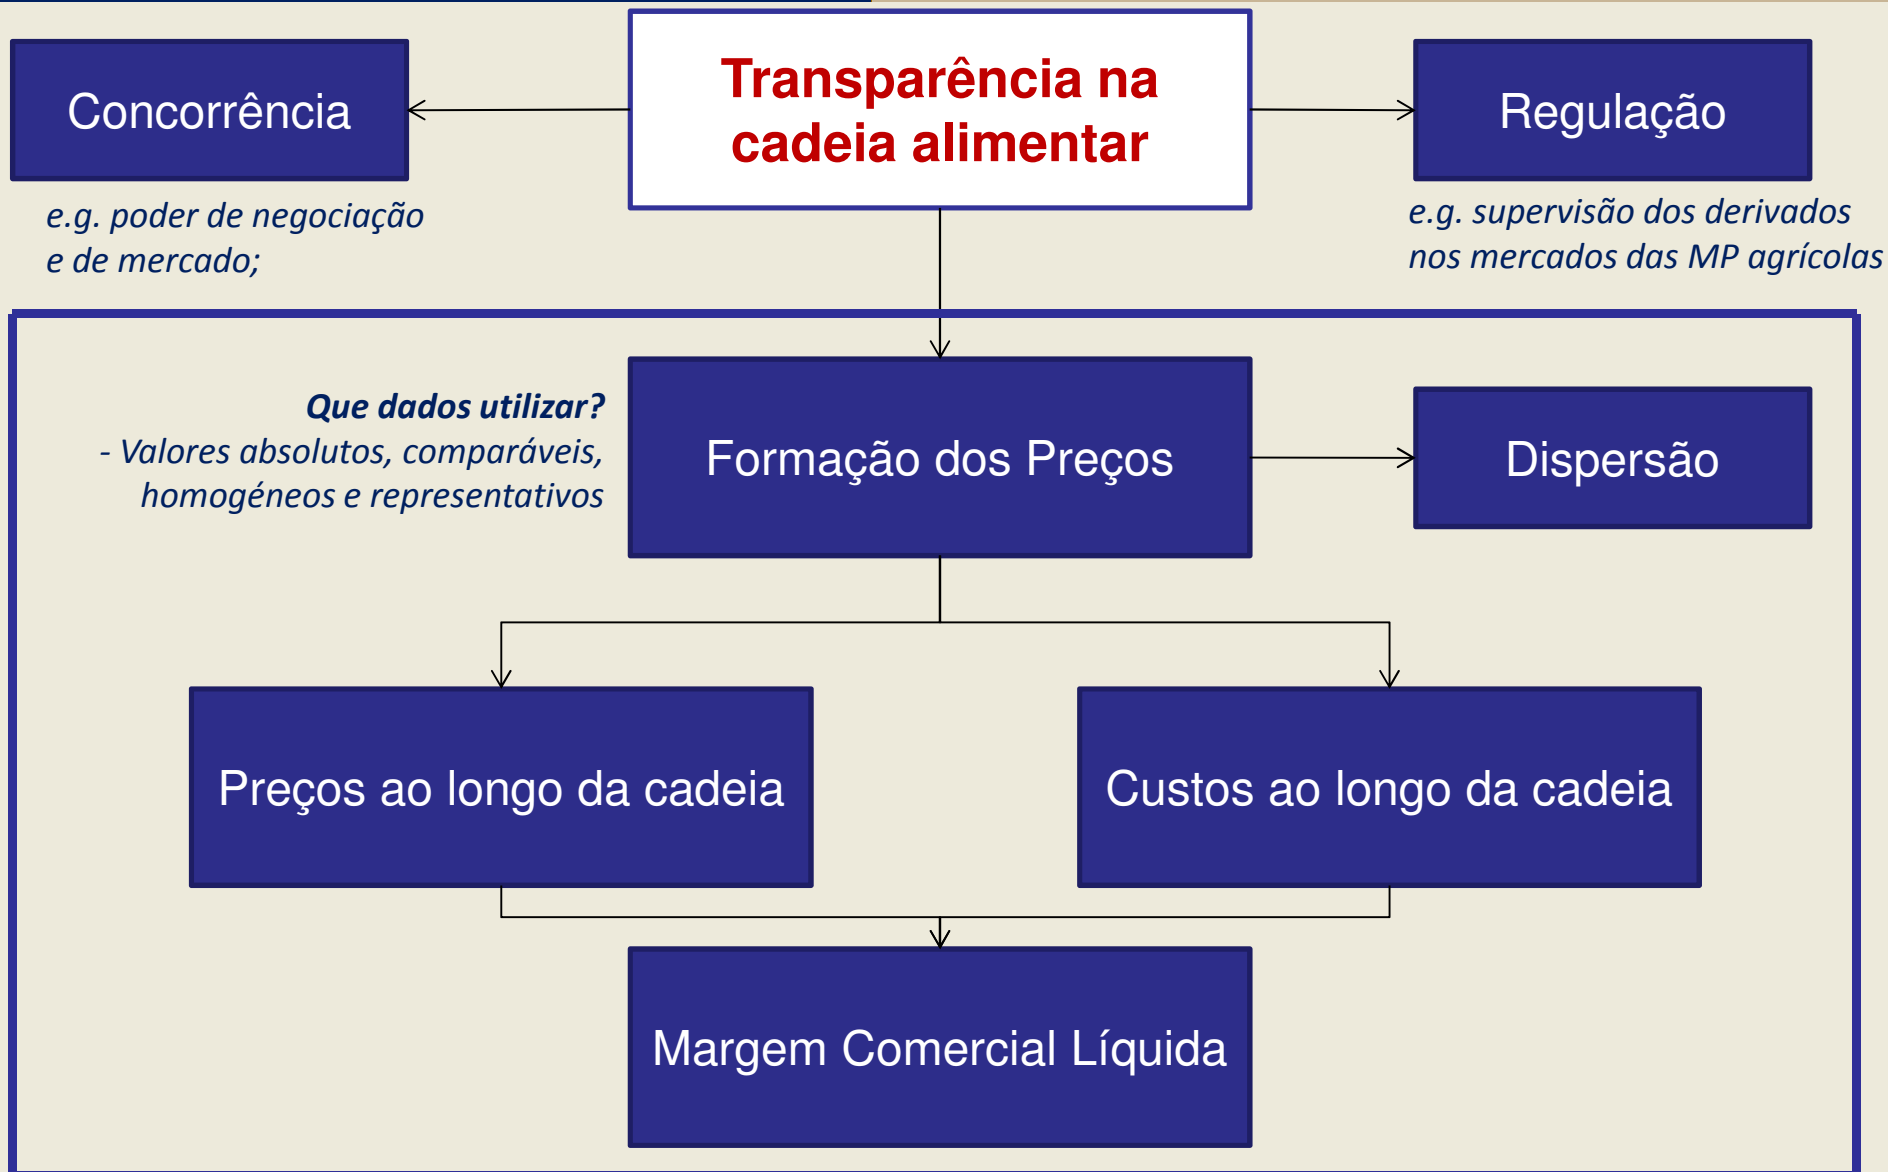 Concorrência
Transparência na
cadeia alimentar
Regulação
e.g. poder de negociação
e de mercado;
e.g. supervisão dos derivados
nos mercados das MP agrícolas
Que dados utilizar?
- Valores absolutos, comparáveis,
homogéneos e representativos
Formação dos Preços
Dispersão
Preços ao longo da cadeia
Custos ao longo da cadeia
Margem Comercial Líquida